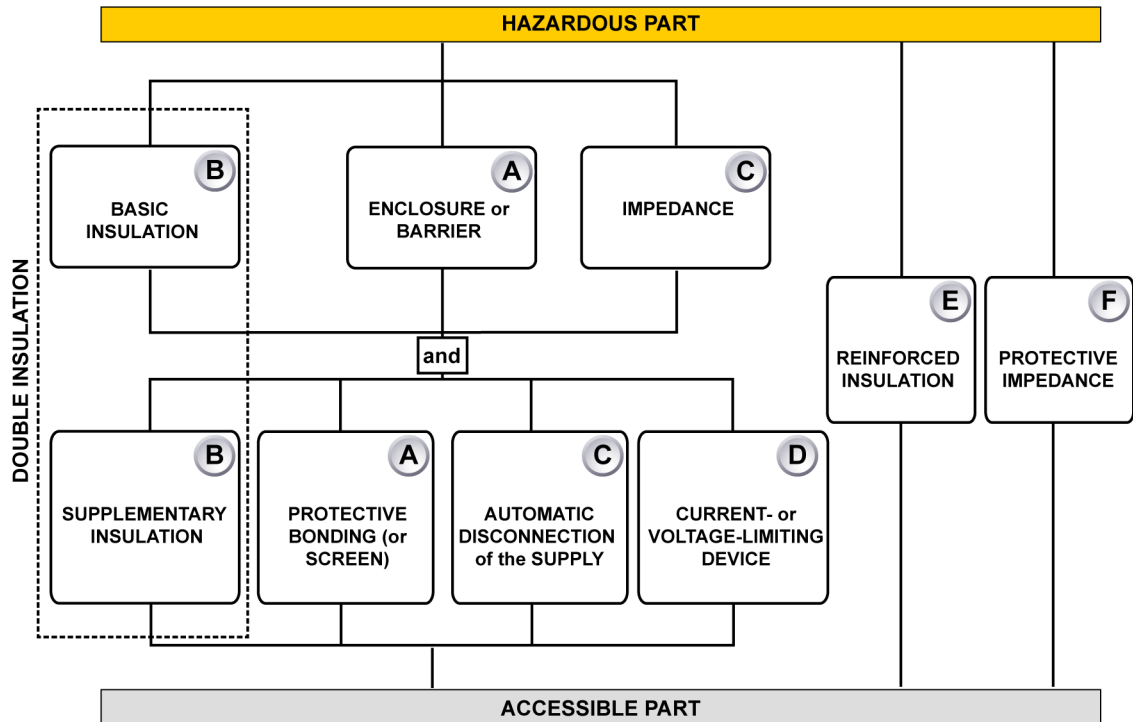 HAZARDOUS PART
B
BASIC
INSULATION
A
ENCLOSURE or
BARRIER
C
IMPEDANCE
E
REINFORCED
INSULATION
F
PROTECTIVE
IMPEDANCE
DOUBLE INSULATION
and
B
SUPPLEMENTARY
INSULATION
A
PROTECTIVE
BONDING (or
SCREEN)
C
AUTOMATIC
DISCONNECTION
of the SUPPLY
D
CURRENT- or
VOLTAGE-LIMITING
DEVICE
ACCESSIBLE PART